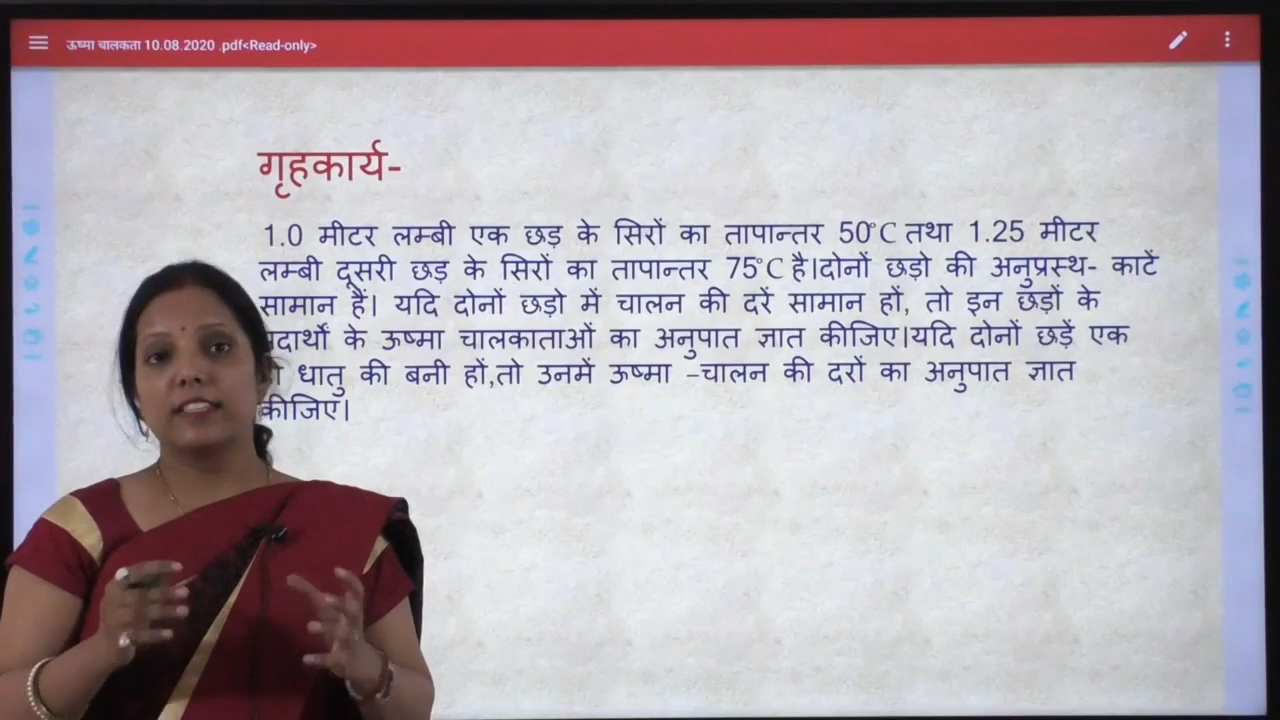 ऊष्मा चालकता 10.08.2020 .pdf<Read-only>
गृहकार्य-
1.0 मीटर लम्बी एक छड़ के सिरों का तापान्तर 50°C तथा 1.25 मीटर
लम्बी दूसरी छड़ के सिरों का तापान्तर 75°C है।दोनों छड़ो की अनुप्रस्थ- काटें
सामान हैं। यदि दोनों छड़ो में चालन की दरें सामान हों, तो इन छड़ों के
के ऊष्मा चालकाताओं का अनुपात ज्ञात कीजिए।यदि दोनों छड़ें एक
धातु की बनी हों,तो उनमें ऊष्मा –चालन की दरों का अनुपात ज्ञात
कीजिए।